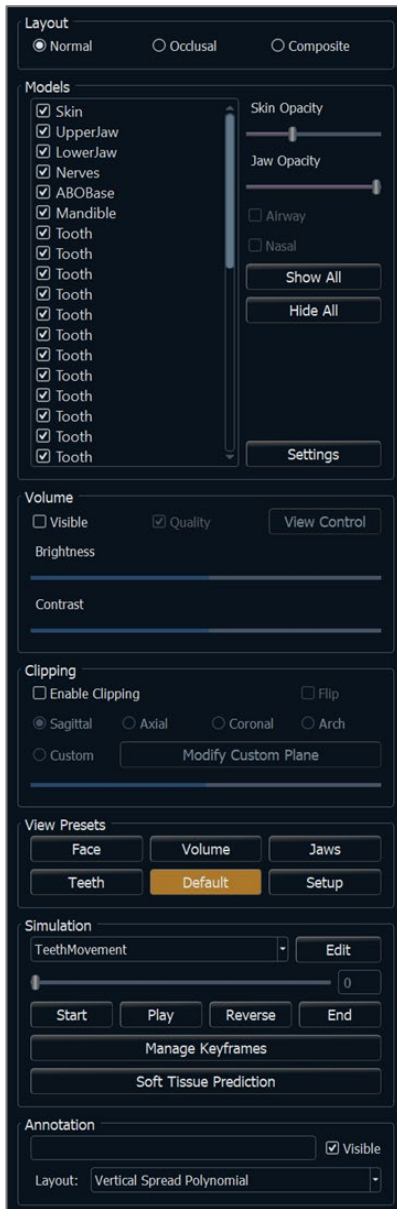 Layout
Normal Occlusal Composite
Models
Skin
UpperJaw
LowerJaw
Nerves
ABOBase
Mandible
Tooth
Tooth
Tooth
Tooth
Tooth
Tooth
Tooth
Tooth
Tooth
Tooth
Tooth
Tooth
Skin Opacity
Jaw Opacity
Airway
Nasal
Show All
Hide All
Settings
Volume
Visible Quality View Control
Brightness
Contrast
Clipping
Enable Clipping Flip
Sagittal Axial Coronal Arch
Custom Modify Custom Plane
View Presets
Face Volume Jaws
Teeth Default Setup
Simulation
TeethMovement Edit
0
Start Play Reverse End
Manage Keyframes
Soft Tissue Prediction
Annotation
Visible
Layout: Vertical Spread Polynomial